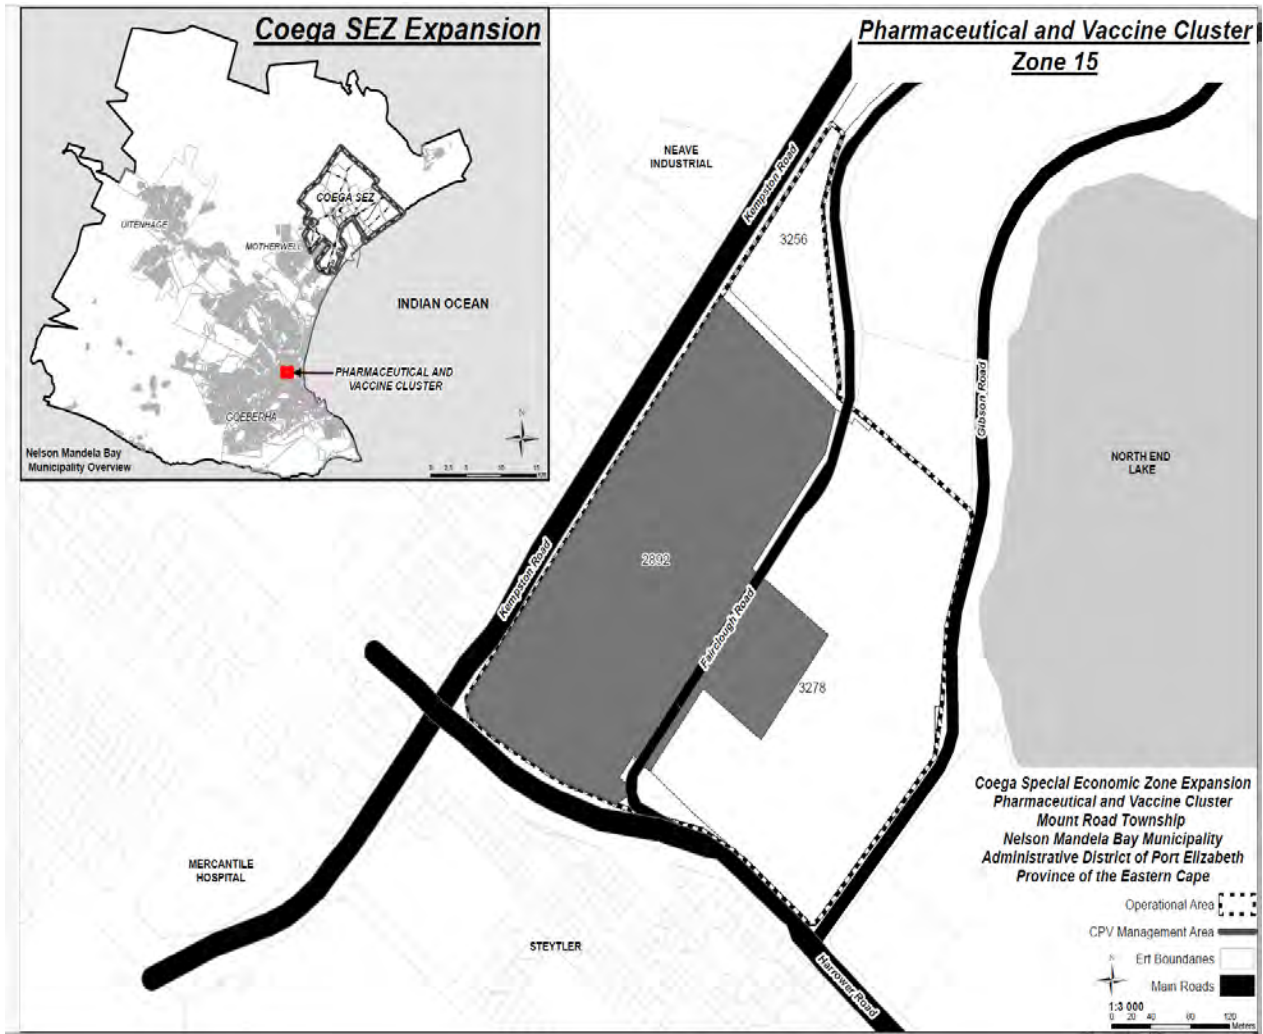 Coega SEZ Expansion
COEGA SEZ
UITENHAGE
MOTHERWELL
INDIAN OCEAN
PHARMACEUTICAL AND
VACCINE CLUSTER
GQEBERHA
Nelson Mandela Bay
Municipality Overview
N
Pharmaceutical and Vaccine Cluster
Zone 15
NEAVE
INDUSTRIAL
Kempston Road
3256
Gibson Road
NORTH END
LAKE
2892
Kempston Road
Fairclough Road
3278
MERCANTILE
HOSPITAL
STEYTLER
Harrower Road
Coega Special Economic Zone Expansion
Pharmaceutical and Vaccine Cluster
Mount Road Township
Nelson Mandela Bay Municipality
Administrative District of Port Elizabeth
Province of the Eastern Cape
Operational Area
CPV Management Area
Erf Boundaries
Main Roads
N
1:3 000
0 20 40 80 120
Meters